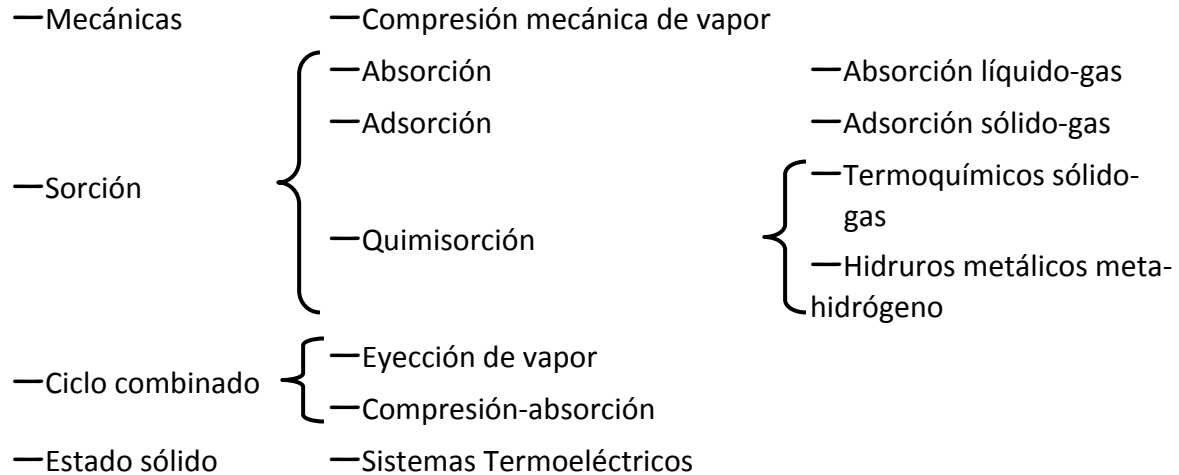 —Mecánicas —Compresión mecánica de vapor
—Absorción —Absorción líquido-gas
—Adsorción —Adsorción sólido-gas
—Sorción
—Termoquímicos sólido-
gas
—Quimisorción
—Hidruros metálicos meta-
hidrógeno
—Eyección de vapor
—Ciclo combinado
—Compresión-absorción
—Estado sólido —Sistemas Termoeléctricos